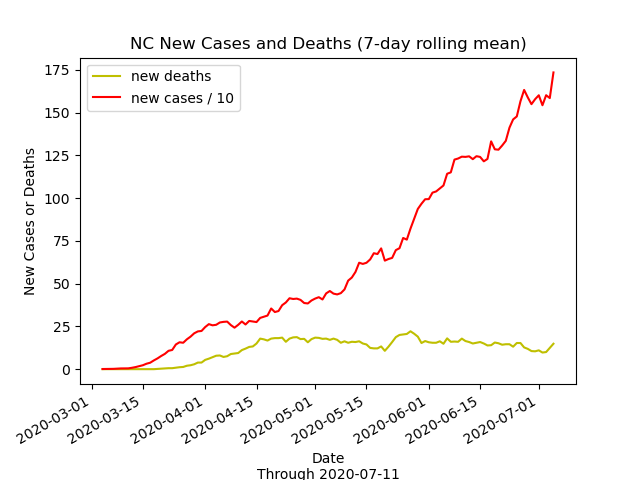 NC New Cases and Deaths (7-day rolling mean)
new deaths
new cases / 10
175
150
125
100
75
50
25
0
New Cases or Deaths
2020-03-01
2020-03-15
2020-04-01
2020-04-15
2020-05-01
2020-05-15
2020-06-01
2020-06-15
2020-07-01
Date
Through 2020-07-11